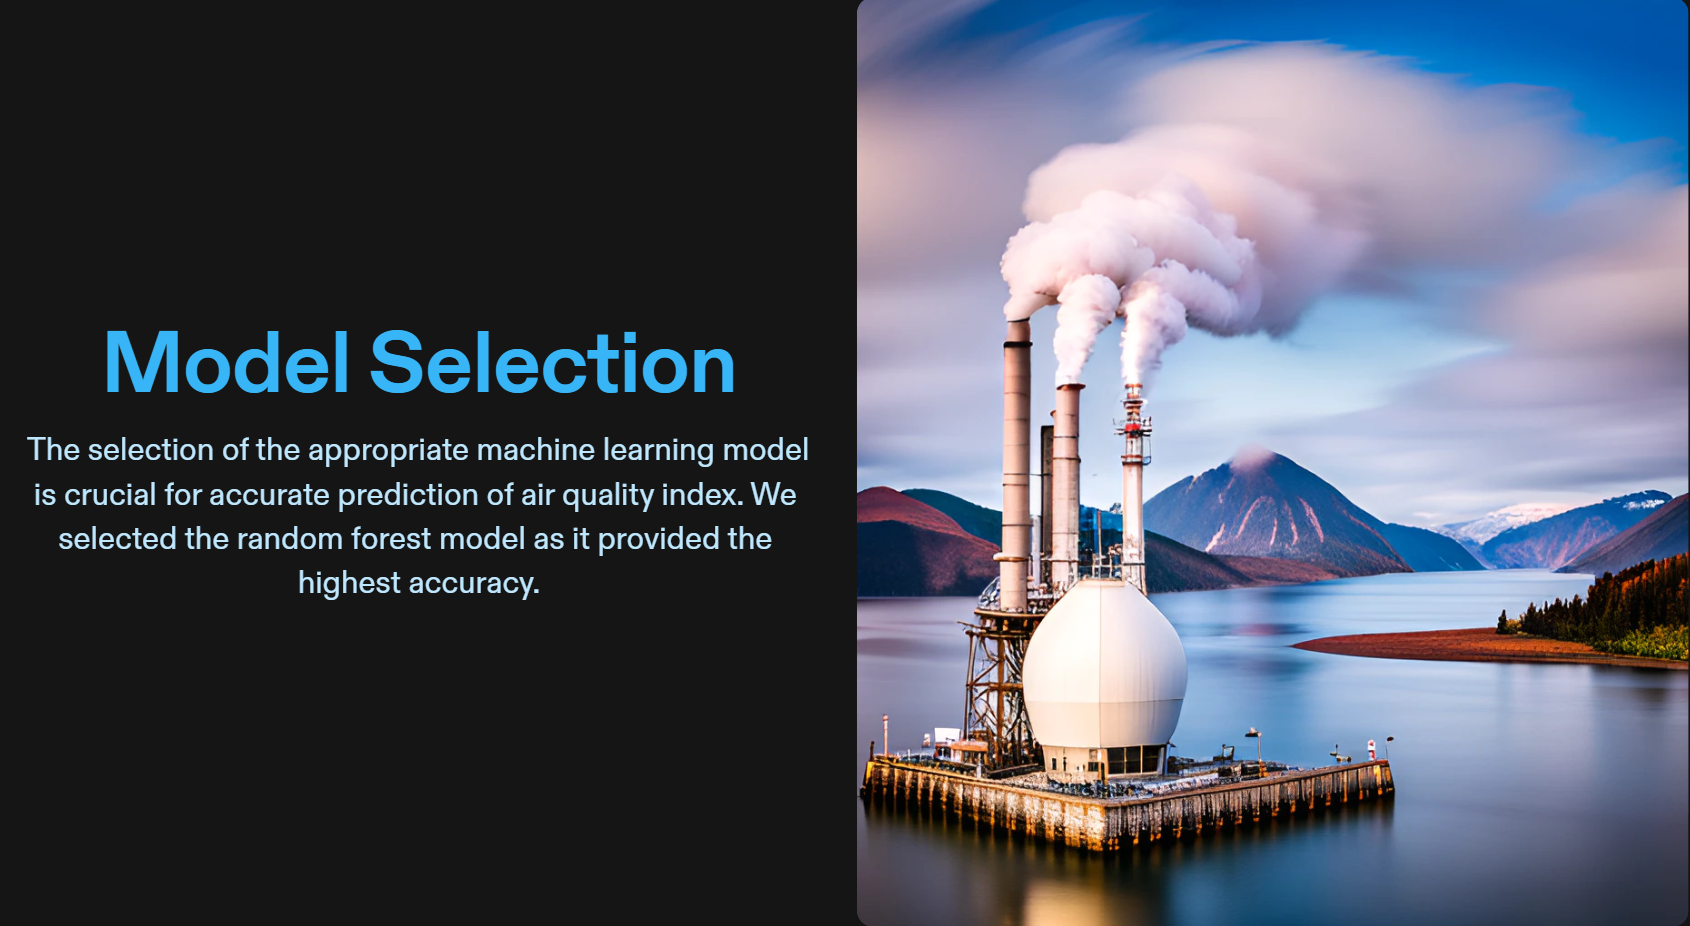 Model Selection
The selection of the appropriate machine learning model
is crucial for accurate prediction of air quality index. We
selected the random forest model as it provided the
highest accuracy.